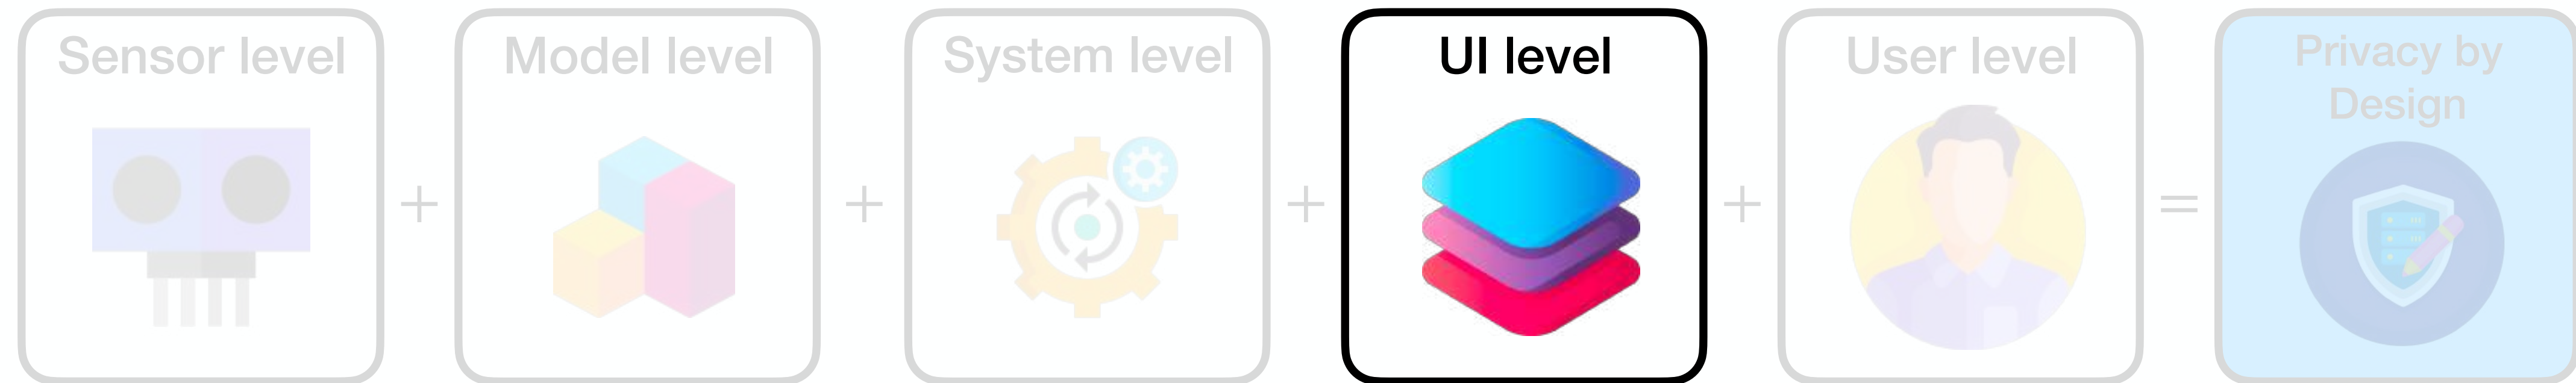 Sensor level
+
Model level
+
System level
+
UI level
+
User level
=
Privacy by
Design